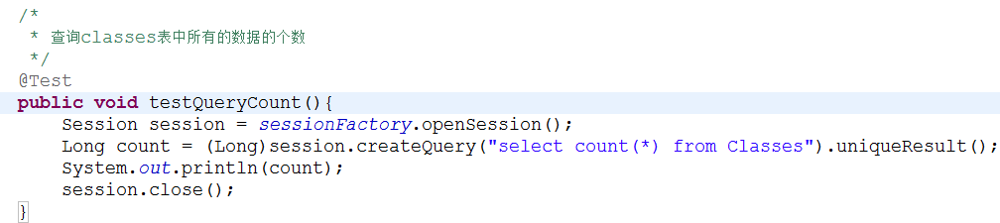 /*
 * 查询classes表中所有的数据的个数
 */
@Test
public void testQueryCount(){
    Session session = sessionFactory.openSession();
    Long count = (Long)session.createQuery("select count(*) from Classes").uniqueResult();
    System.out.println(count);
    session.close();
}